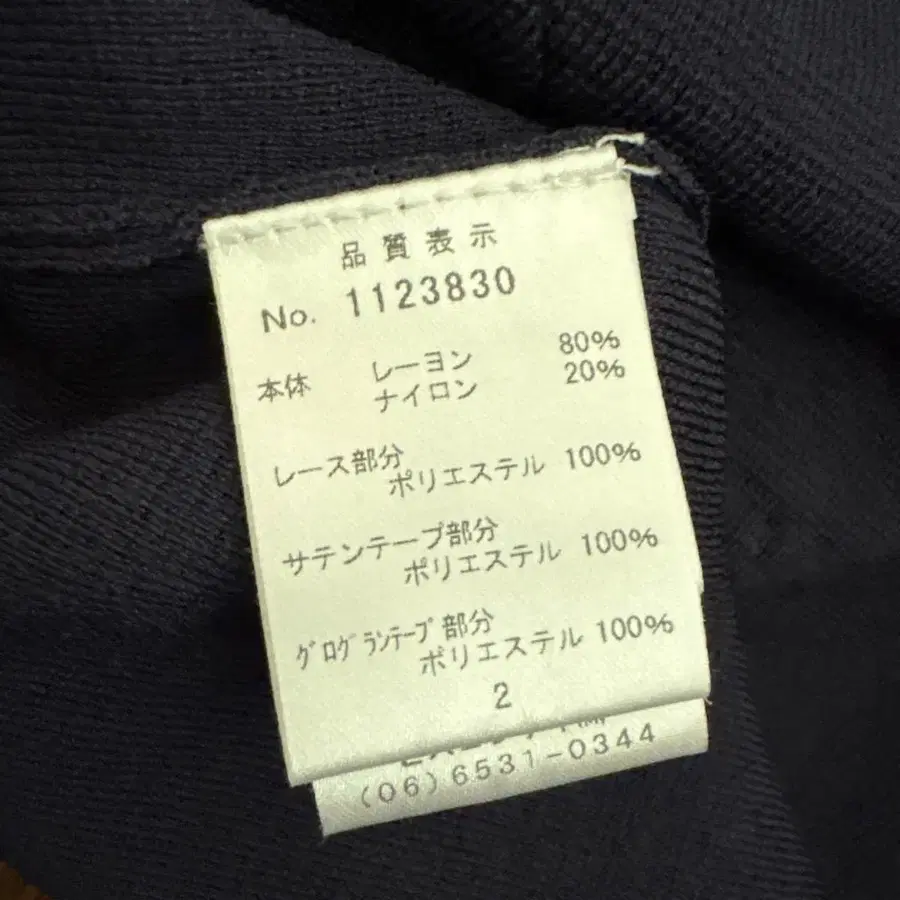 品質表示
No. 1123830
本体 レーヨン 80%
ナイロン 20%
レース部分
ポリエステル 100%
サテンテープ部分
ポリエステル 100%
グログランテープ部分
ポリエステル 100%
2
(06)6531-0344